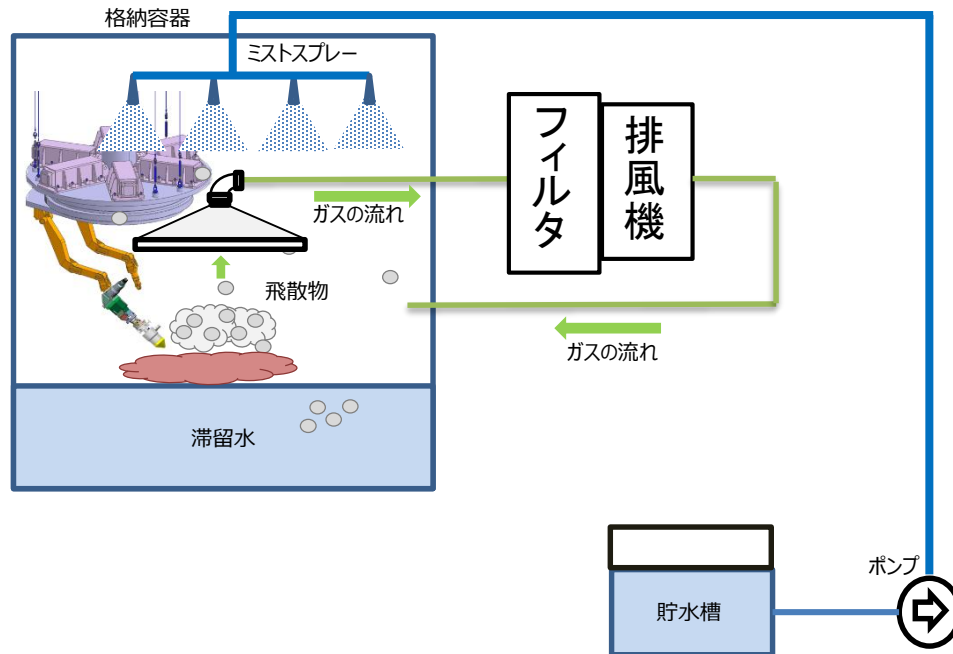 格納容器
ミストスプレー
フィルタ
排風機
ガスの流れ
飛散物
ガスの流れ
滞留水
ポンプ
貯水槽